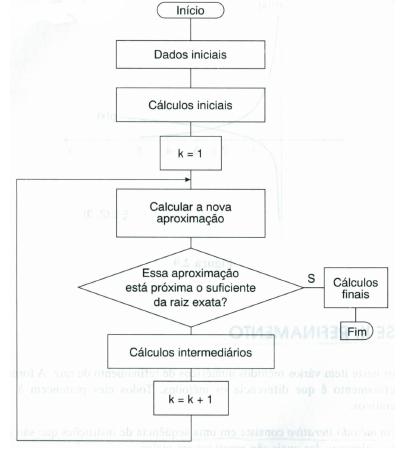 Início
Dados iniciais
Cálculos iniciais
k = 1
Calcular a nova
aproximação
Essa aproximação
está próxima o suficiente
da raiz exata?
S
Cálculos
finais
Fim
Cálculos intermediários
k = k + 1